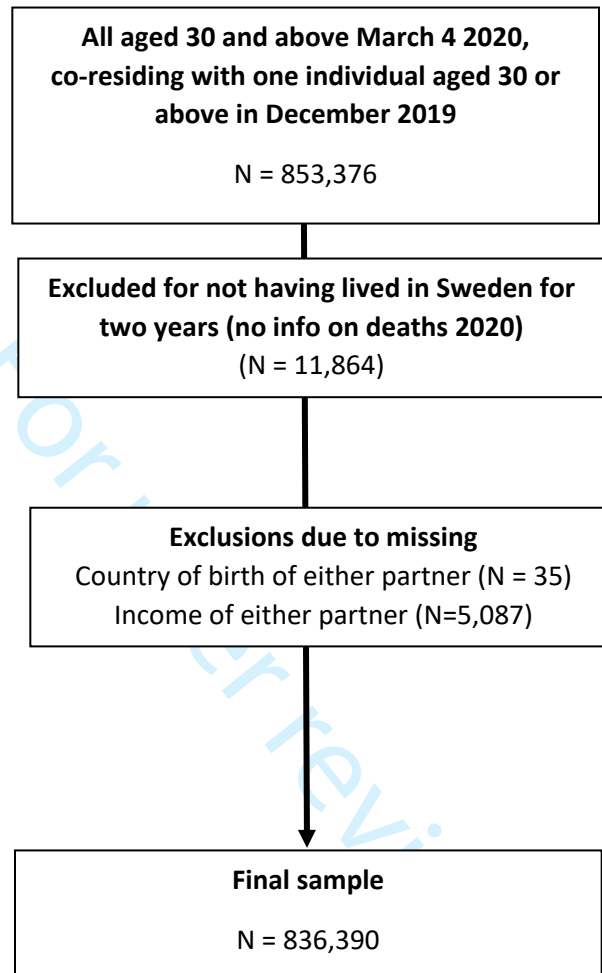 All aged 30 and above March 4 2020,
co-residing with one individual aged 30 or
above in December 2019
N = 853,376
Excluded for not having lived in Sweden for
two years (no info on deaths 2020)
(N = 11,864)
Exclusions due to missing
Country of birth of either partner (N = 35)
Income of either partner (N=5,087)
Final sample
N = 836,390